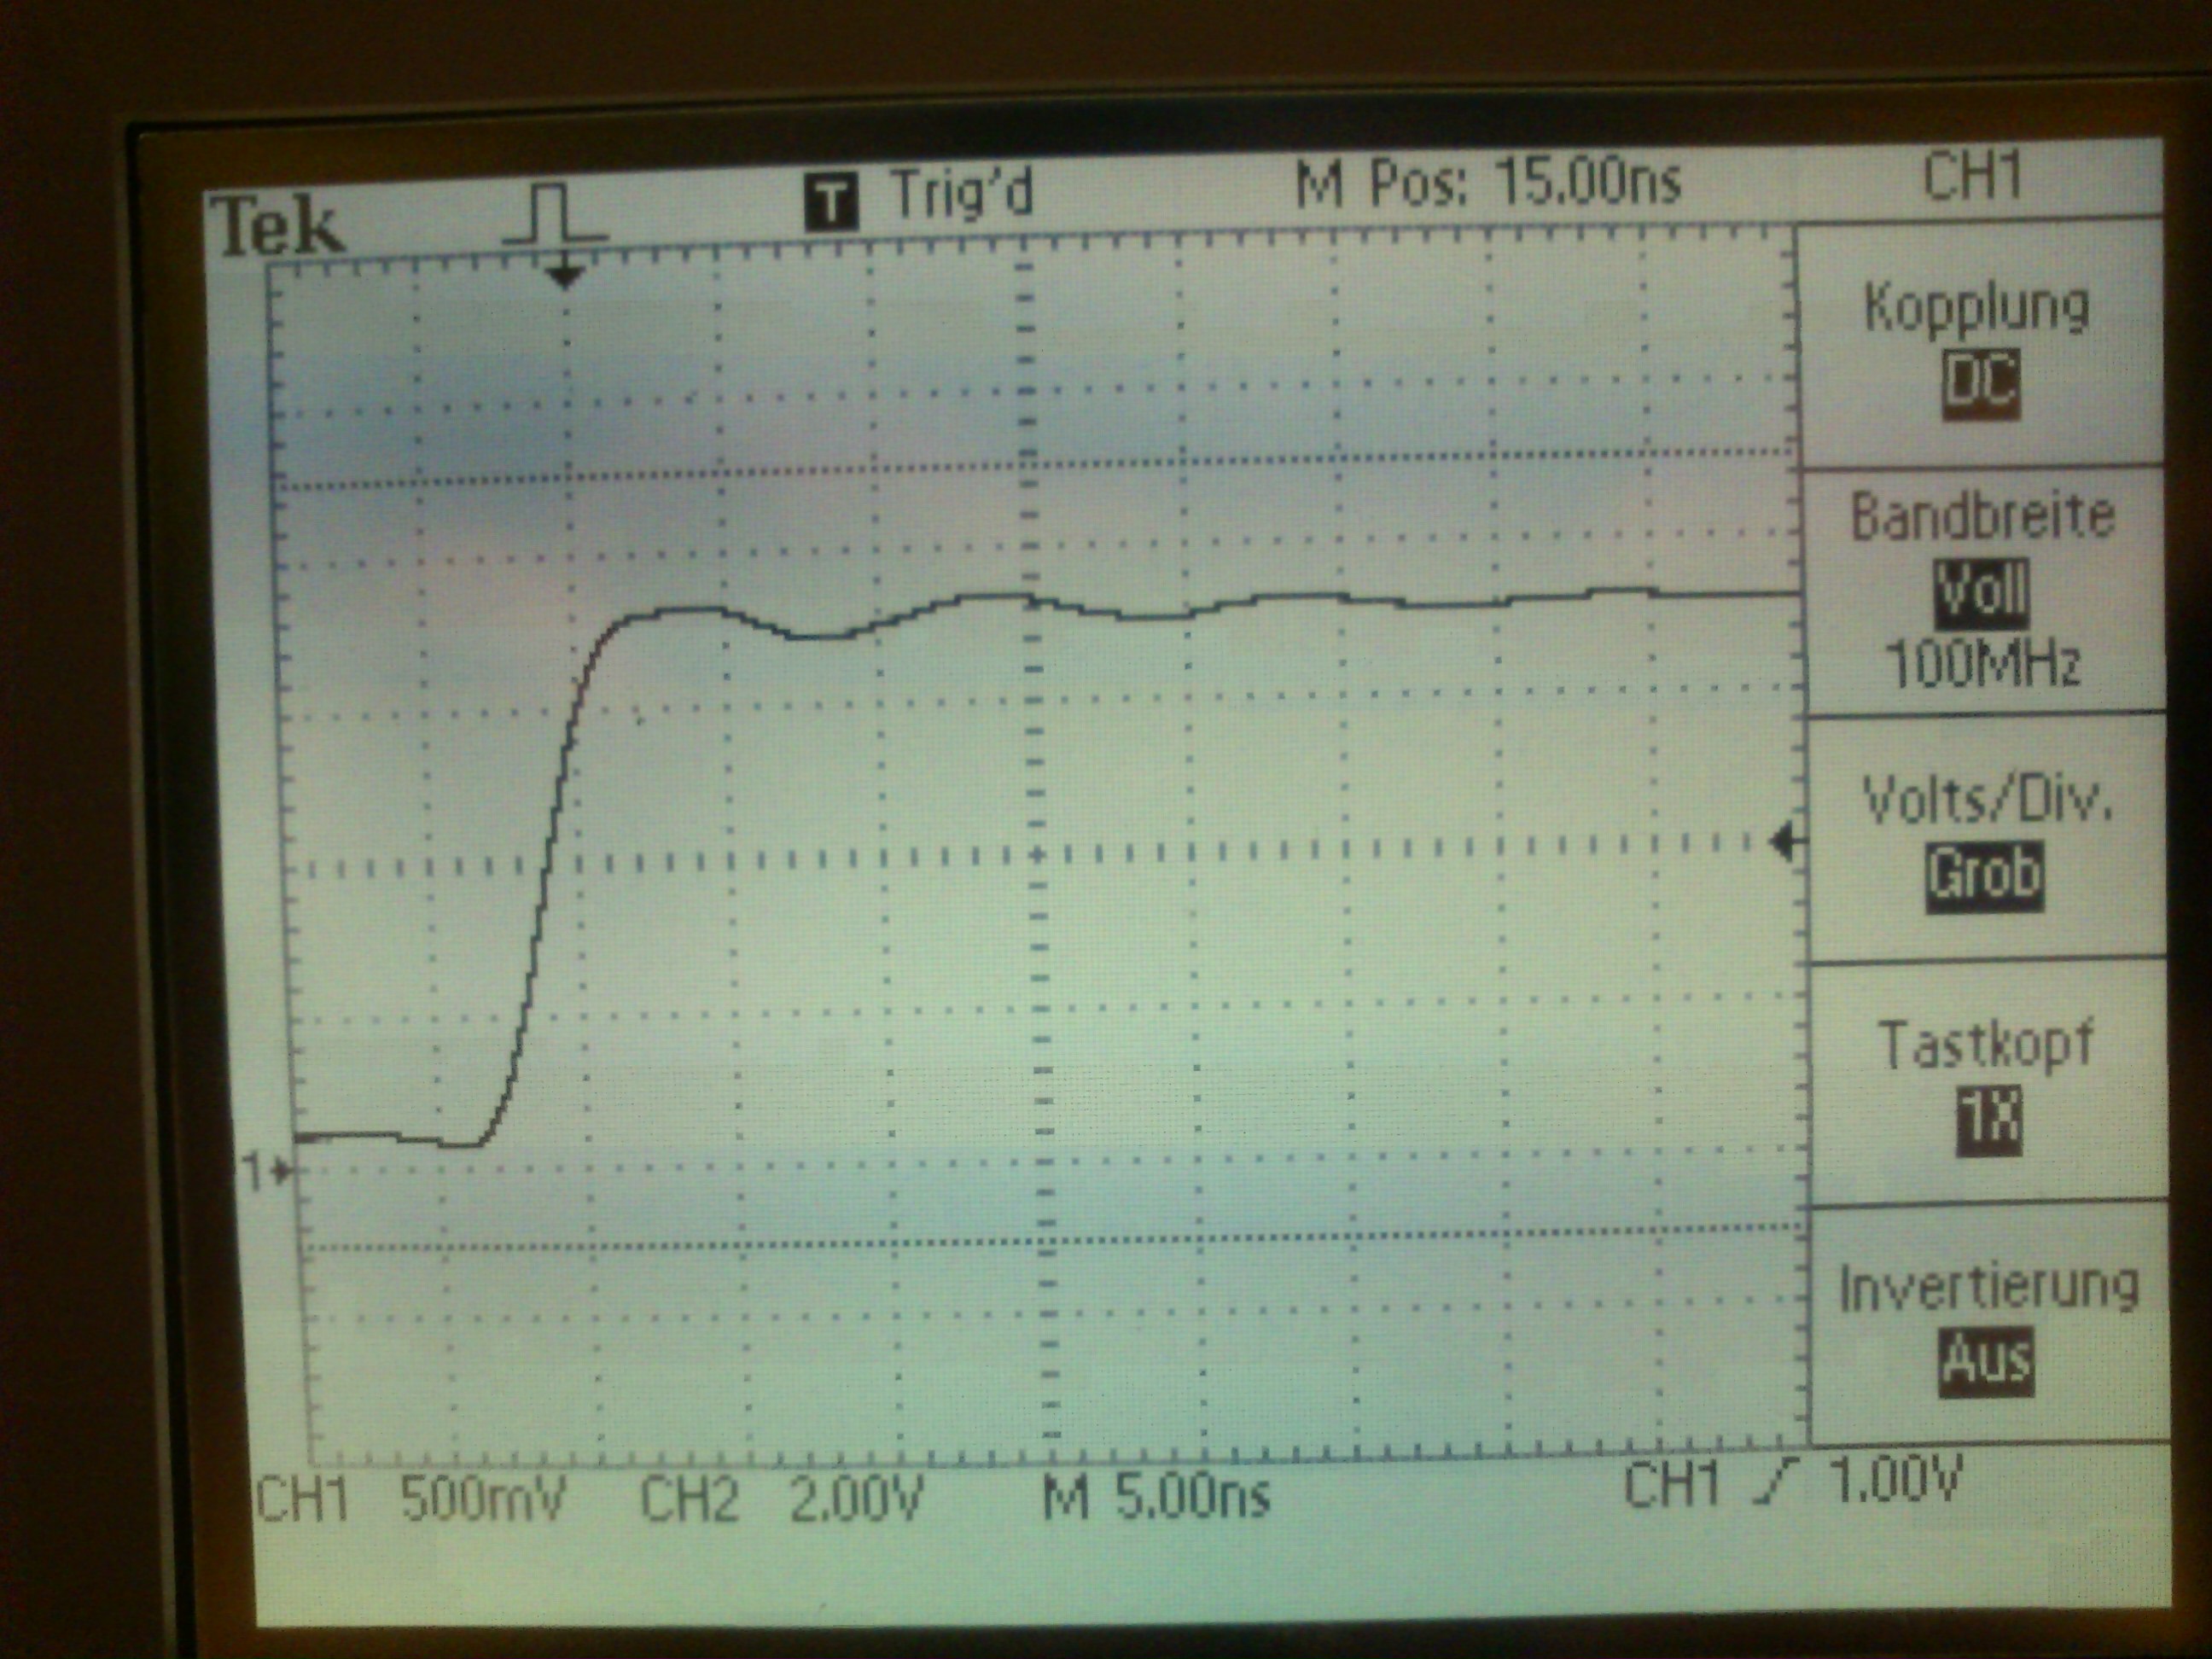 Tek T Trig'd M Pos: 15.00ns CH1
Kopplung
DC
Bandbreite
Voll
100MHz
Volts/Div.
Grob
Tastkopf
1X
Invertierung
Aus
1
CH1 500mV CH2 2.00V M 5.00ns CH1 1.00V